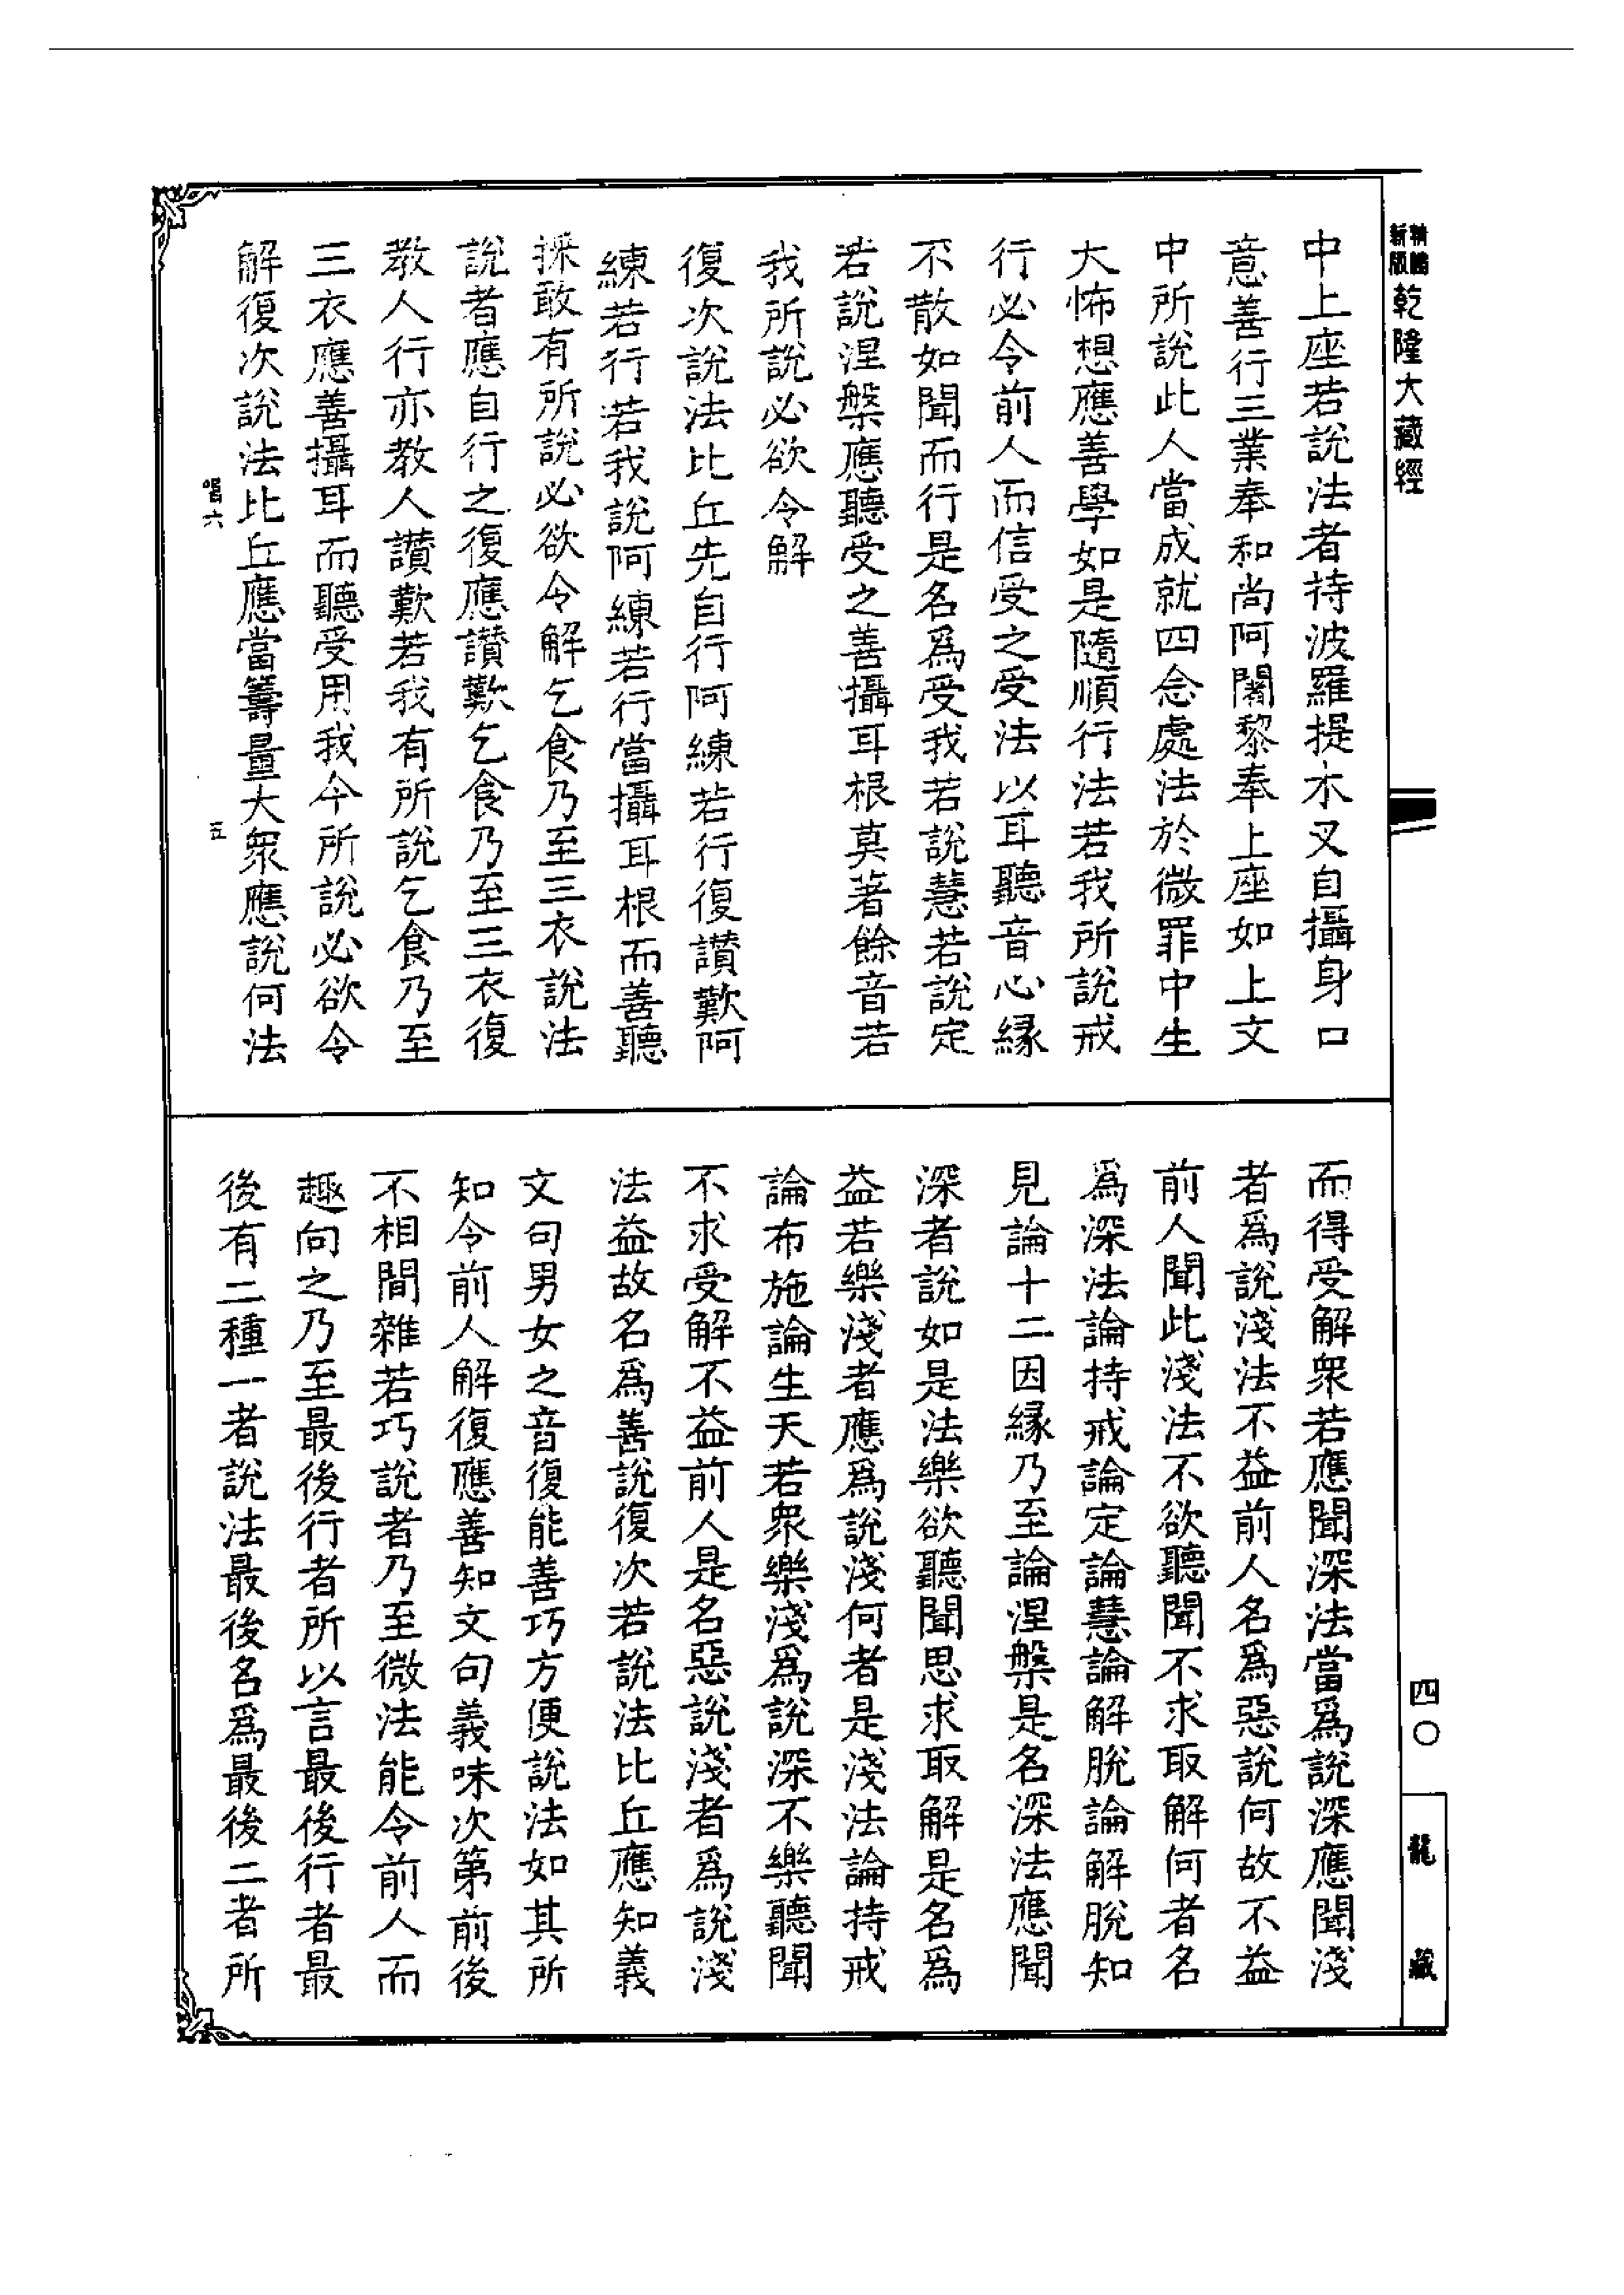 新版
精縮
乾隆大藏經
中上座若說法者持波羅提木叉自攝身口
意善行三業奉和尚阿闍黎奉上座如上文
中所說此人當成就四念處法於微罪中生
大怖想應善學如是隨順行法若我所說戒
行必令前人而信受之受法以耳聽音心緣
不散如聞而行是名爲受我若說慧若說定
若說涅槃應聽受之善攝耳根莫著餘音若
我所說必欲令解
復次說法比丘先自行阿練若行復讃歎阿
練若行若我說阿練若行當攝耳根而善聽
採敢有所說必欲令解乞食乃至三衣說法
說者應自行之復應讃歎乞食乃至三衣復
教人行亦教人讃歎若我有所說乞食乃至
三衣應善攝耳而聽受用我今所說必欲令
解復次說法比丘應當籌量大衆應說何法
唱六
五
而得受解衆若應聞深法當爲說深應聞淺
者爲說淺法不益前人名爲惡說何故不益
前人聞此淺法不欲聽聞不求取解何者名
爲深法論持戒論定論慧論解脫論解脫知
見論十二因緣乃至論涅槃是名深法應聞
深者說如是法樂欲聽聞思求取解是名爲
益若樂淺者應爲說淺何者是淺法論持戒
論布施論生天若衆樂淺爲說深不樂聽聞
不求受解不益前人是名惡說淺者爲說淺
法益故名爲善說復次若說法比丘應知義
文句男女之音復能善巧方便說法如其所
知令前人解復應善知文句義味次第前後
不相間雜若巧說者乃至微法能令前人而
趣向之乃至最後行者所以言最後行者最
後有二種一者說法最後名爲最後二者所
四〇
龍藏